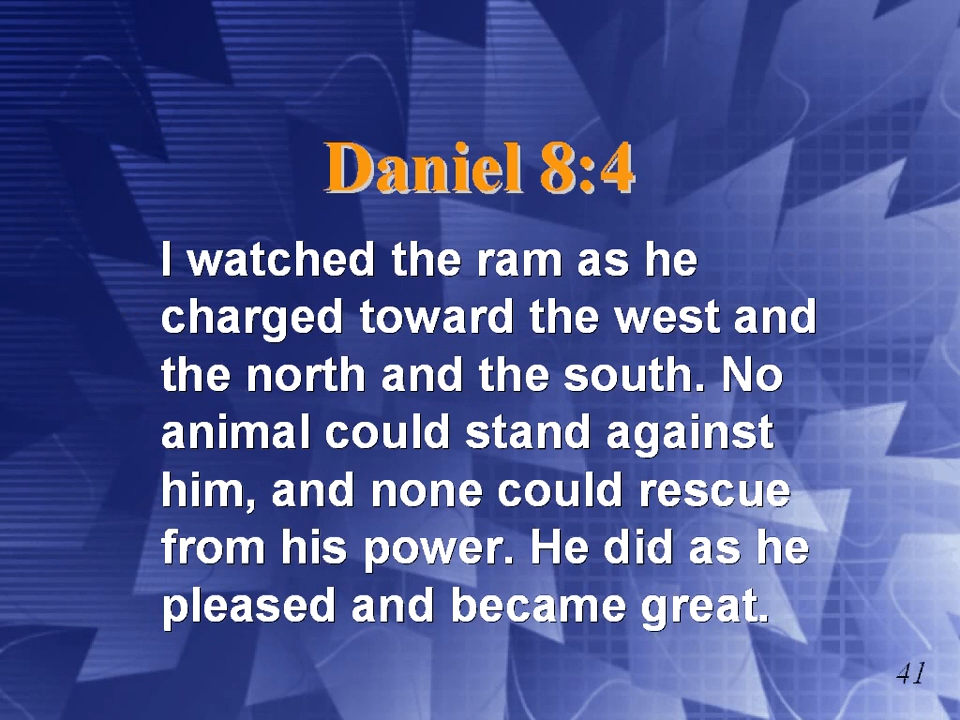 Daniel 8:4
I watched the ram as he
charged toward the west and
the north and the south. No
animal could stand against
him, and none could rescue
from his power. He did as he
pleased and became great.
41